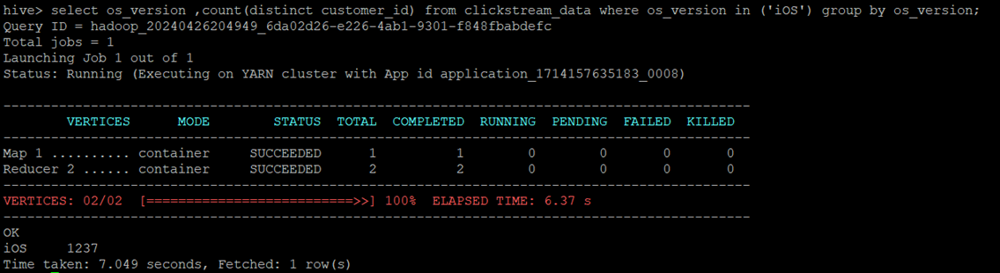 hive> select os_version ,count(distinct customer_id) from clickstream_data where os_version in ('iOS') group by os_version;
Query ID = hadoop_20240426204949_6da02d26-e226-4ab1-9301-f848fbabdefc
Total jobs = 1
Launching Job 1 out of 1
Status: Running (Executing on YARN cluster with App id application_1714157635183_0008)
----------------------------------------------------------------------------------------------
        VERTICES      MODE        STATUS  TOTAL  COMPLETED  RUNNING  PENDING  FAILED  KILLED
----------------------------------------------------------------------------------------------
Map 1 .......... container     SUCCEEDED      1          1        0        0       0       0
Reducer 2 ...... container     SUCCEEDED      2          2        0        0       0       0
----------------------------------------------------------------------------------------------
VERTICES: 02/02  [==========================>>] 100%  ELAPSED TIME: 6.37 s
----------------------------------------------------------------------------------------------
OK
iOS     1237
Time taken: 7.049 seconds, Fetched: 1 row(s)